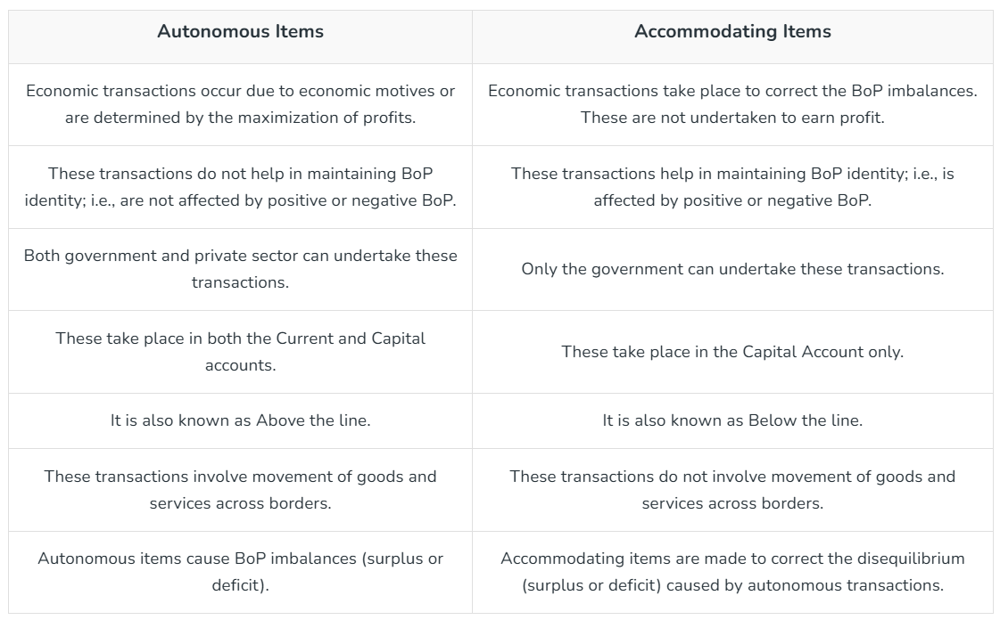 Autonomous Items
Accommodating Items
Economic transactions occur due to economic motives or
are determined by the maximization of profits.
Economic transactions take place to correct the BoP imbalances.
These are not undertaken to earn profit.
These transactions do not help in maintaining BoP
identity; i.e., are not affected by positive or negative BoP.
These transactions help in maintaining BoP identity; i.e., is
affected by positive or negative BoP.
Both government and private sector can undertake these
transactions.
Only the government can undertake these transactions.
These take place in both the Current and Capital
accounts.
These take place in the Capital Account only.
It is also known as Above the line.
It is also known as Below the line.
These transactions involve movement of goods and
services across borders.
These transactions do not involve movement of goods and
services across borders.
Autonomous items cause BoP imbalances (surplus or
deficit).
Accommodating items are made to correct the disequilibrium
(surplus or deficit) caused by autonomous transactions.